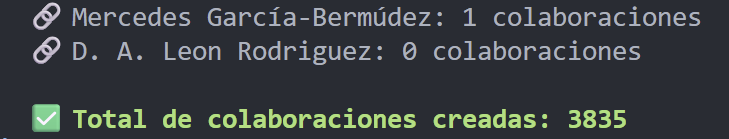 🔗 Mercedes García-Bermúdez: 1 colaboraciones
🔗 D. A. Leon Rodriguez: 0 colaboraciones
✅ Total de colaboraciones creadas: 3835